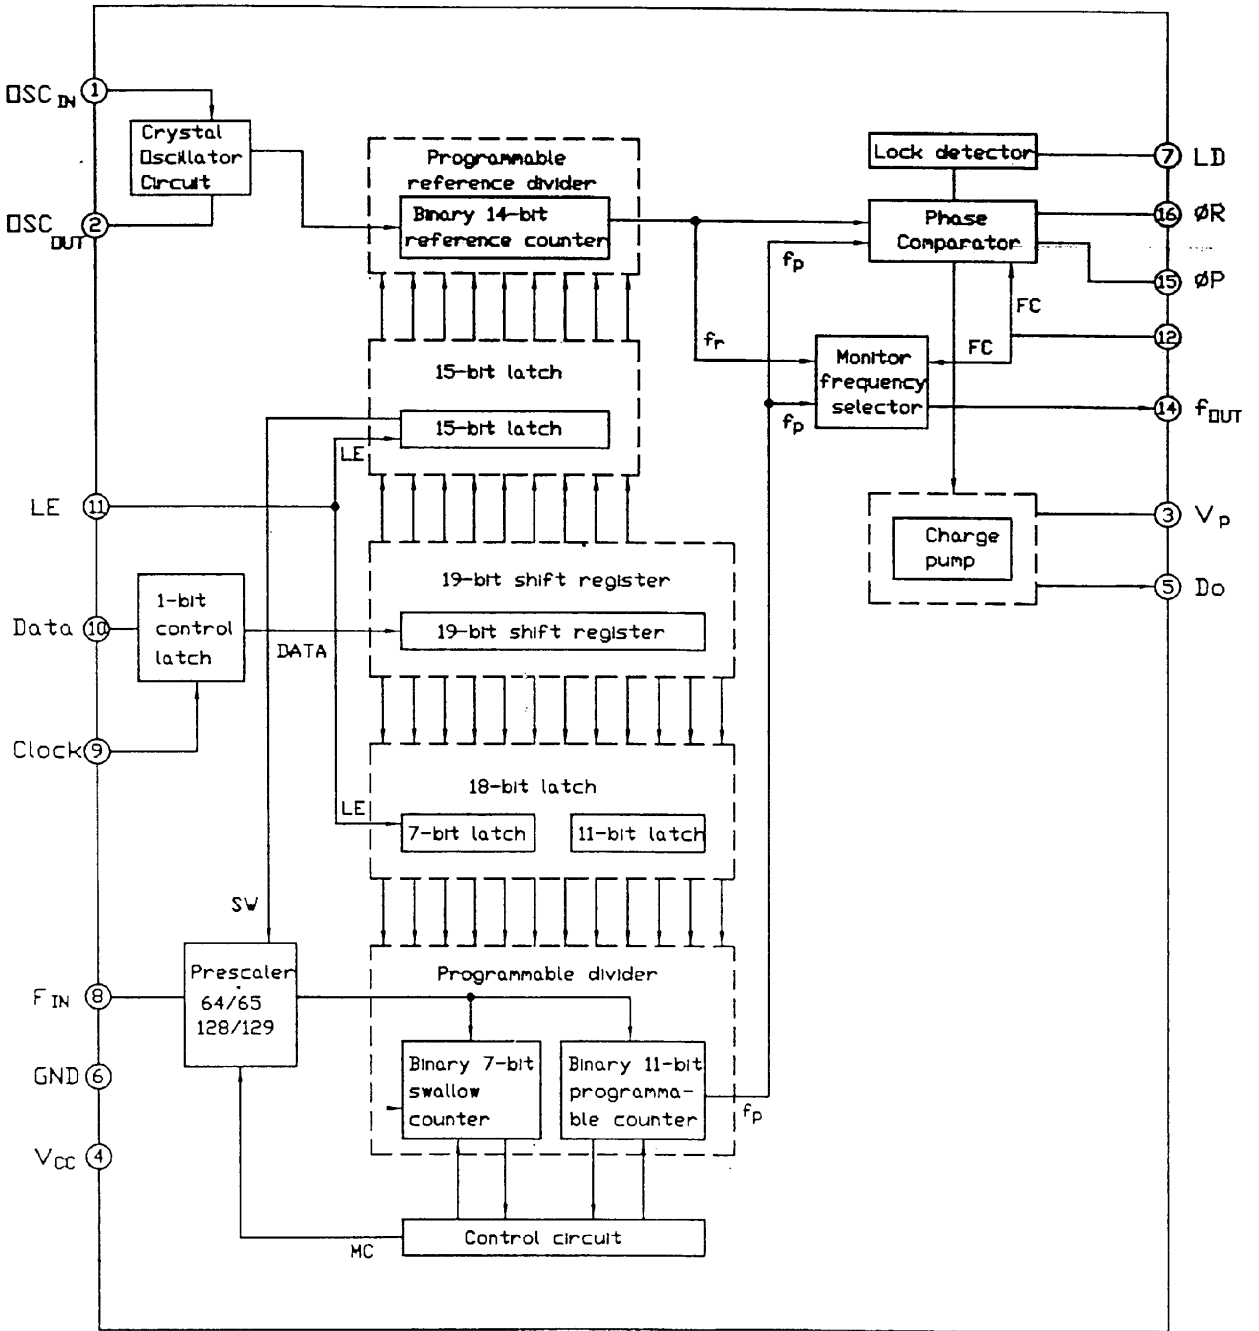 OSC IN 1
Crystal
Oscillator
Circuit
OSC OUT 2
Programmable
reference divider
Binary 14-bit
reference counter
Lock detector
7 LD
Phase
Comparator
16 ØR
15 ØP
fp
FC
12
fr
FC
Monitor
frequency
selector
14 fOUT
fp
15-bit latch
15-bit latch
LE
LE 11
3 Vp
Charge
pump
5 Do
19-bit shift register
19-bit shift register
1-bit
control
latch
Data 10
DATA
Clock 9
18-bit latch
LE
7-bit latch
11-bit latch
SW
Prescaler
64/65
128/129
FIN 8
Programmable divider
Binary 7-bit
swallow
counter
Binary 11-bit
programma-
ble counter
fp
GND 6
VCC 4
Control circuit
MC